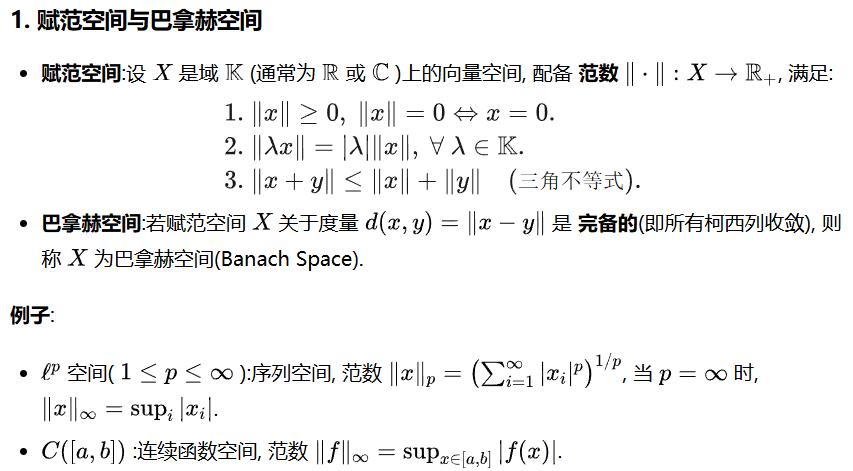 1. 赋范空间与巴拿赫空间
• 赋范空间:设 $X$ 是域 $\mathbb{K}$ (通常为 $\mathbb{R}$ 或 $\mathbb{C}$ )上的向量空间, 配备 范数 $\|\cdot\| : X \to \mathbb{R}_+$, 满足:
1. $\|x\| \geq 0,\ \|x\| = 0 \Leftrightarrow x = 0.$
2. $\|\lambda x\| = |\lambda|\|x\|,\ \forall\, \lambda \in \mathbb{K}.$
3. $\|x + y\| \leq \|x\| + \|y\|$ (三角不等式).
• 巴拿赫空间:若赋范空间 $X$ 关于度量 $d(x, y) = \|x - y\|$ 是 完备的(即所有柯西列收敛), 则
称 $X$ 为巴拿赫空间(Banach Space).
例子:
• $\ell^p$ 空间( $1 \leq p \leq \infty$ ):序列空间, 范数 $\|x\|_p = \left(\sum_{i=1}^{\infty} |x_i|^p\right)^{1/p}$, 当 $p = \infty$ 时,
$\|x\|_\infty = \sup_i |x_i|$.
• $C([a, b])$ :连续函数空间, 范数 $\|f\|_\infty = \sup_{x \in [a,b]} |f(x)|$.